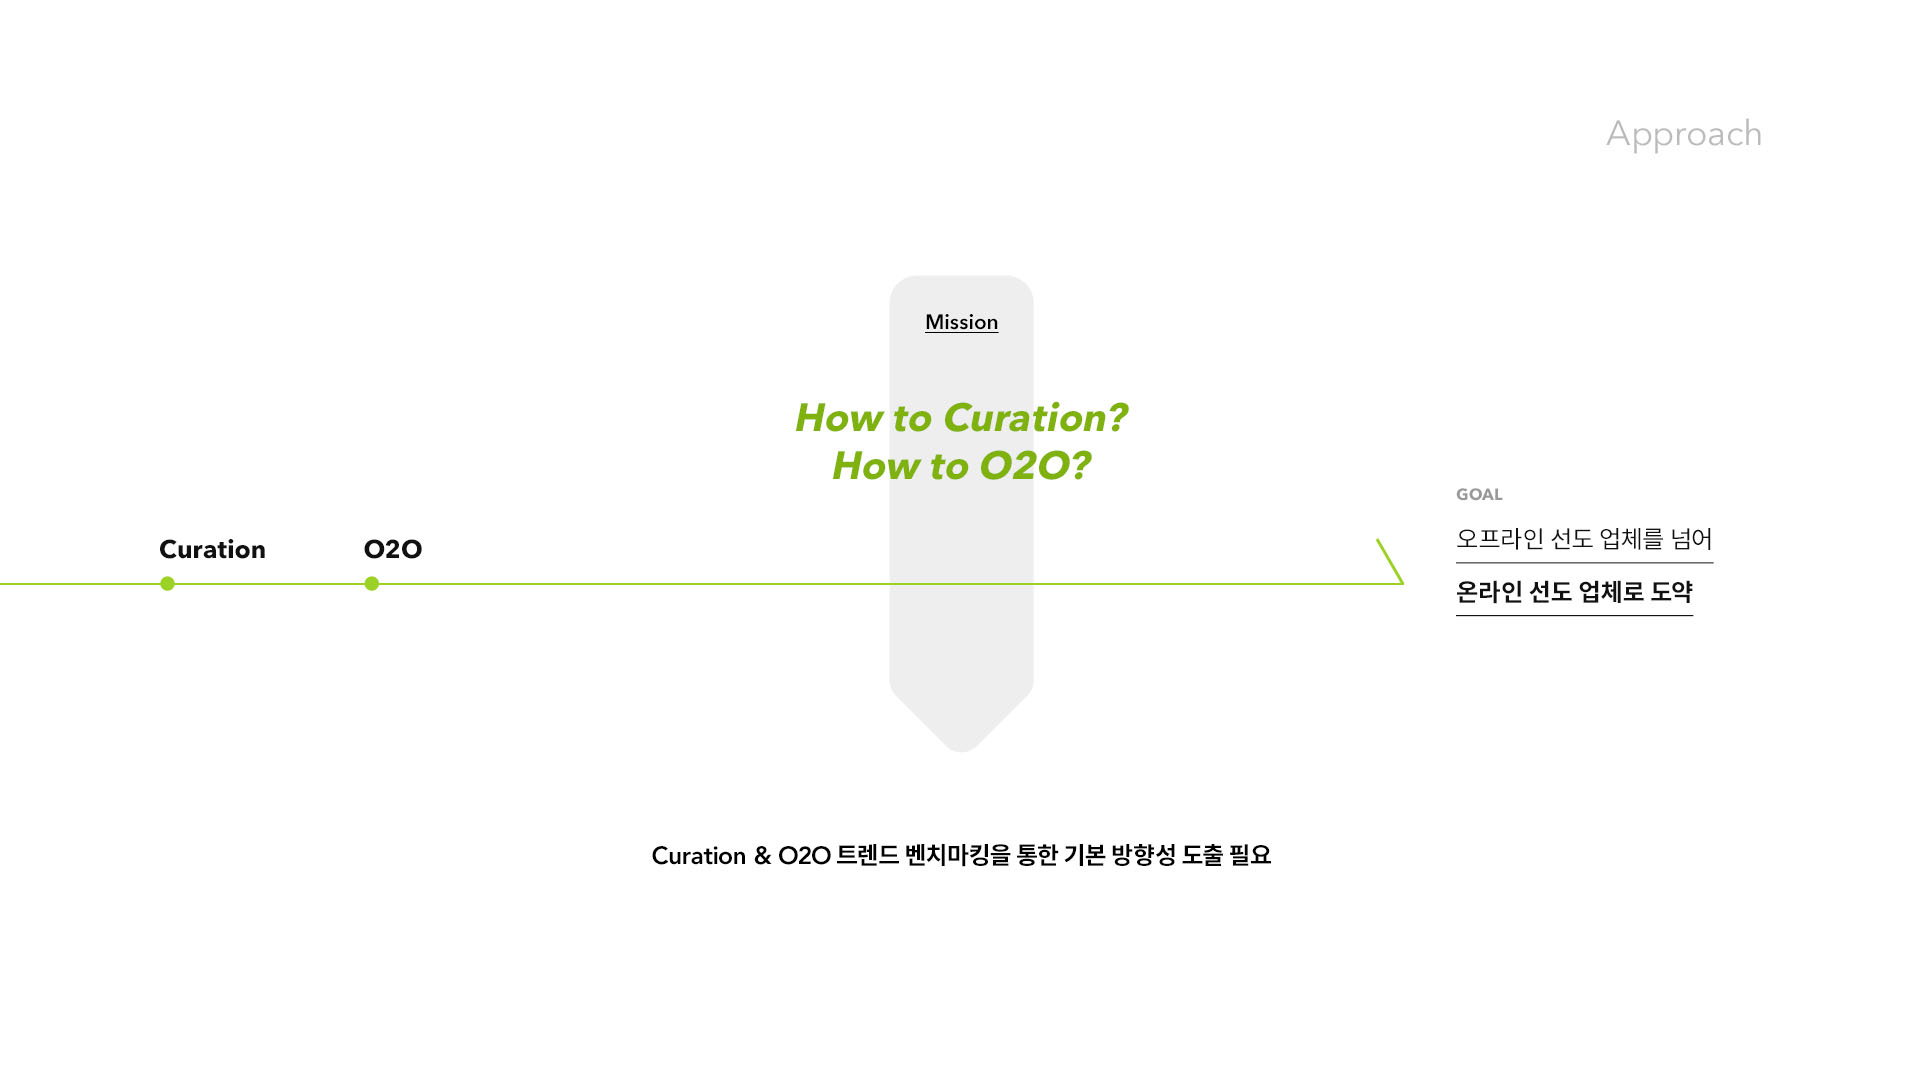 Approach
Mission
How to Curation?
How to O2O?
Curation
O2O
GOAL
오프라인 선도 업체를 넘어
온라인 선도 업체로 도약
Curation & O2O 트렌드 벤치마킹을 통한 기본 방향성 도출 필요